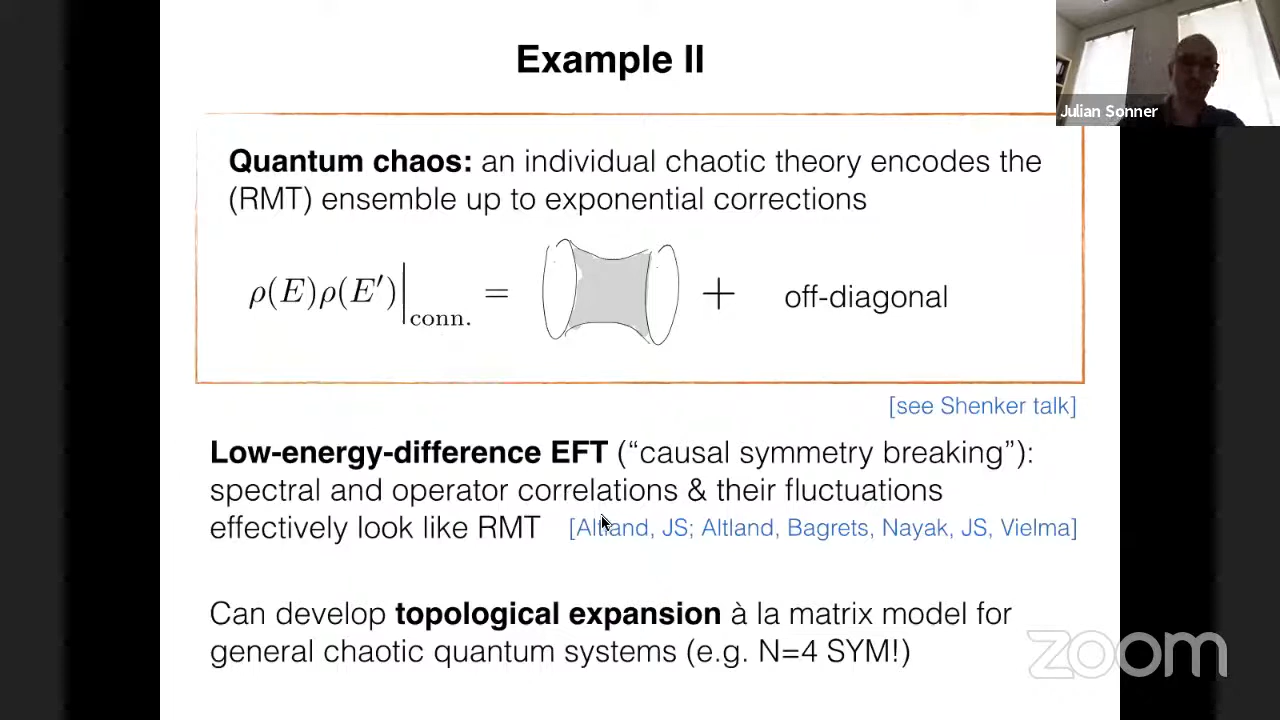 Example II
Julian Sonner
Quantum chaos: an individual chaotic theory encodes the
(RMT) ensemble up to exponential corrections
ρ(E)ρ(E′)|conn. = + off-diagonal
[see Shenker talk]
Low-energy-difference EFT (“causal symmetry breaking”):
spectral and operator correlations & their fluctuations
effectively look like RMT [Altland, JS; Altland, Bagrets, Nayak, JS, Vielma]
Can develop topological expansion à la matrix model for
general chaotic quantum systems (e.g. N=4 SYM!)
zoom